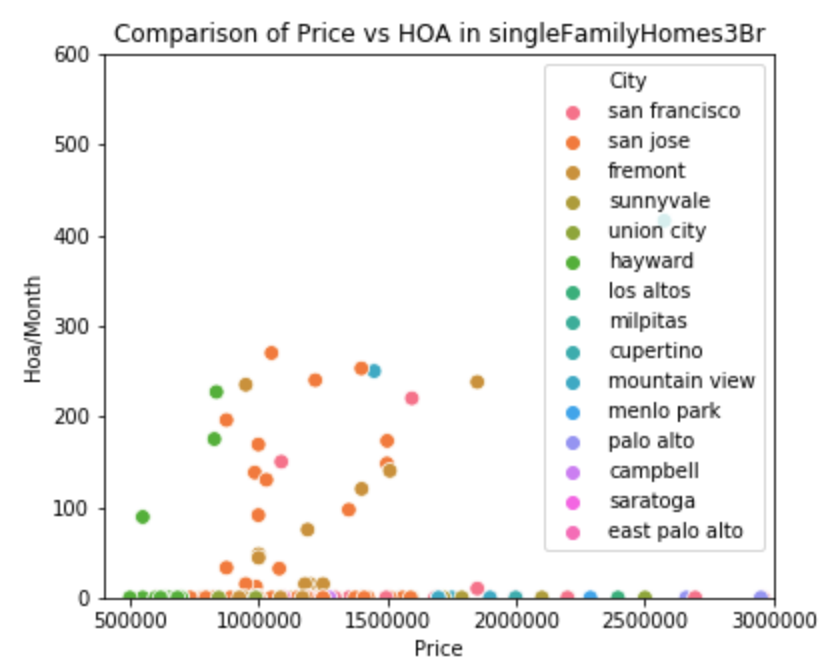 Comparison of Price vs HOA in singleFamilyHomes3Br
600
500
400
300
200
100
0
Hoa/Month
City
san francisco
san jose
fremont
sunnyvale
union city
hayward
los altos
milpitas
cupertino
mountain view
menlo park
palo alto
campbell
saratoga
east palo alto
500000 1000000 1500000 2000000 2500000 3000000
Price